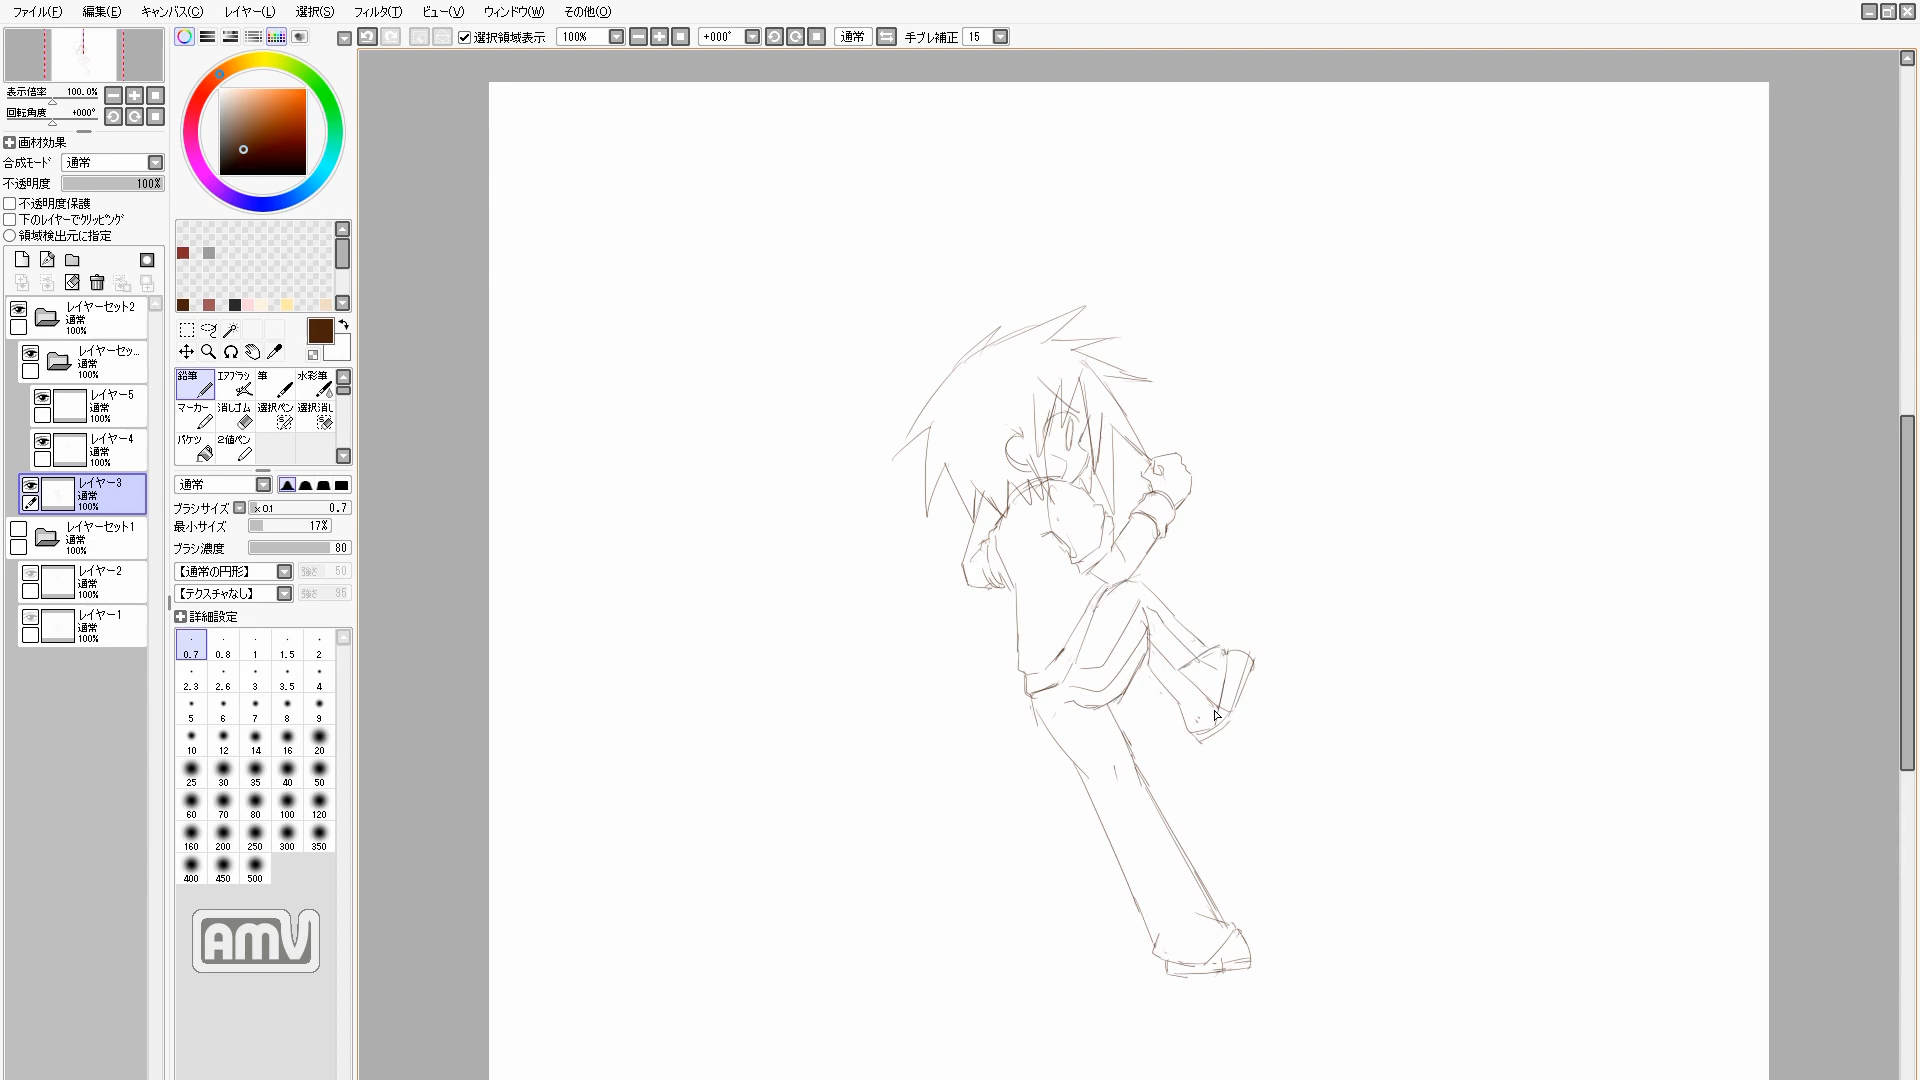 ファイル(F) 編集(E) キャンバス(C) レイヤー(L) 選択(S) フィルタ(T) ビュー(V) ウィンドウ(W) その他(O)
選択領域表示 100% +000° 通常 手ブレ補正 15
表示倍率 100.0%
回転角度 +000°
画材効果
合成モード 通常
不透明度 100%
不透明度保護
下のレイヤーでクリッピング
領域検出元に指定
レイヤーセット2
通常
100%
レイヤーセッ...
通常
100%
レイヤー5
通常
100%
レイヤー4
通常
100%
レイヤー3
通常
100%
レイヤーセット1
通常
100%
レイヤー2
通常
100%
レイヤー1
通常
100%
鉛筆 エアブラシ 筆 水彩筆
マーカー 消しゴム 選択ペン 選択消し
バケツ 2値ペン
通常
ブラシサイズ x 0.1 0.7
最小サイズ 17%
ブラシ濃度 80
【通常の円形】 強さ 50
【テクスチャなし】 強さ 95
詳細設定
0.7 0.8 1 1.5 2
2.3 2.6 3 3.5 4
5 6 7 8 9
10 12 14 16 20
25 30 35 40 50
60 70 80 100 120
160 200 250 300 350
400 450 500
AMV